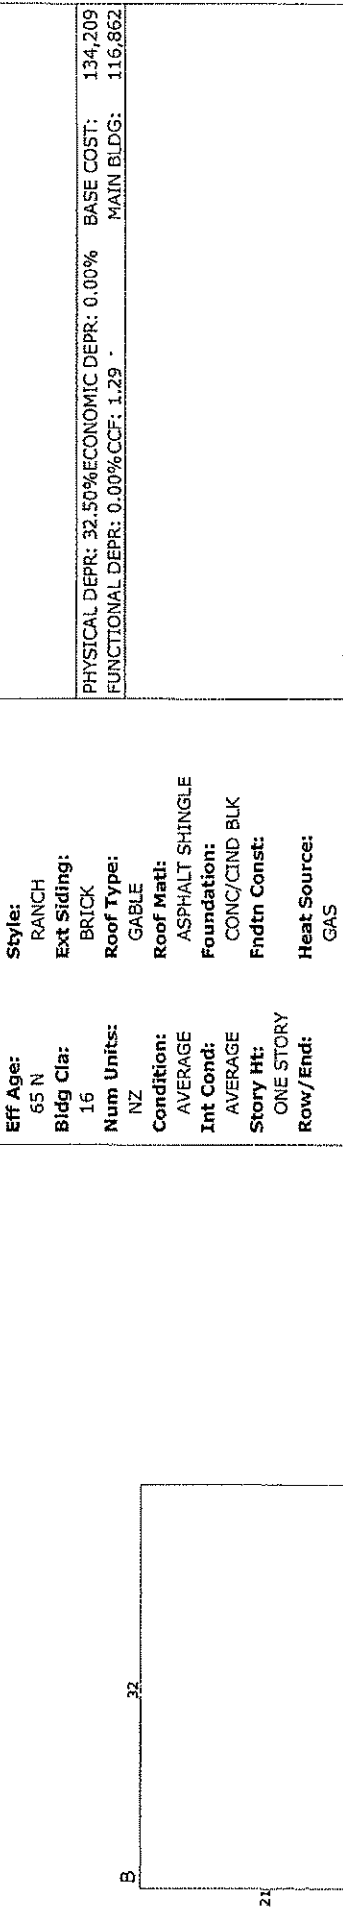 Eff Age:
65 N
Bldg Cla:
16
Num Units:
NZ
Condition:
AVERAGE
Int Cond:
AVERAGE
Story Ht:
ONE STORY
Row/End:
Style:
RANCH
Ext Siding:
BRICK
Roof Type:
GABLE
Roof Matl:
ASPHALT SHINGLE
Foundation:
CONC/CIND BLK
Fndtn Const:
Heat Source:
GAS
PHYSICAL DEPR: 32.50%ECONOMIC DEPR: 0.00% BASE COST: 134,209
FUNCTIONAL DEPR: 0.00%CCF: 1.29 - MAIN BLDG: 116,862
B
32
21